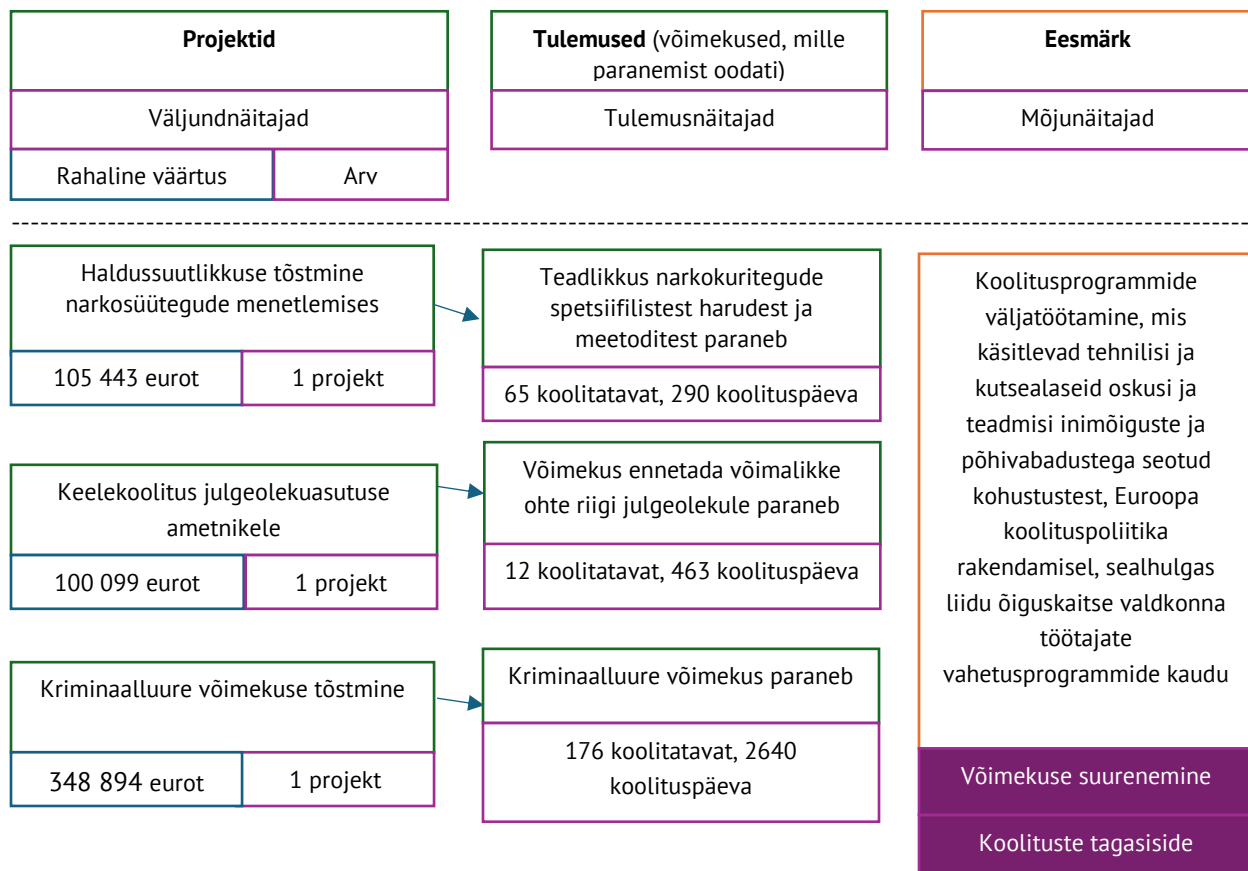 Projektid
Väljundnäitajad
Rahaline väärtus
Arv
Tulemused (võimekused, mille
paranemist oodati)
Tulemusnäitajad
Eesmärk
Mõjunäitajad
Haldussuutlikkuse tõstmine
narkosüütegude menetlemises
105 443 eurot
1 projekt
Teadlikkus narkokuritegude
spetsiifilistest harudest ja
meetoditest paraneb
65 koolitatavat, 290 koolituspäeva
Keelekoolitus julgeolekuasutuse
ametnikele
100 099 eurot
1 projekt
Võimekus ennetada võimalikke
ohte riigi julgeolekule paraneb
12 koolitatavat, 463 koolituspäeva
Kriminaalluure võimekuse tõstmine
348 894 eurot
1 projekt
Kriminaalluure võimekus paraneb
176 koolitatavat, 2640
koolituspäeva
Koolitusprogrammide
väljatöötamine, mis
käsitlevad tehnilisi ja
kutsealaseid oskusi ja
teadmisi inimõiguste ja
põhivabadustega seotud
kohustustest, Euroopa
koolituspoliitika
rakendamisel, sealhulgas
liidu õiguskaitse valdkonna
töötajate
vahetusprogrammide kaudu
Võimekuse suurenemine
Koolituste tagasiside